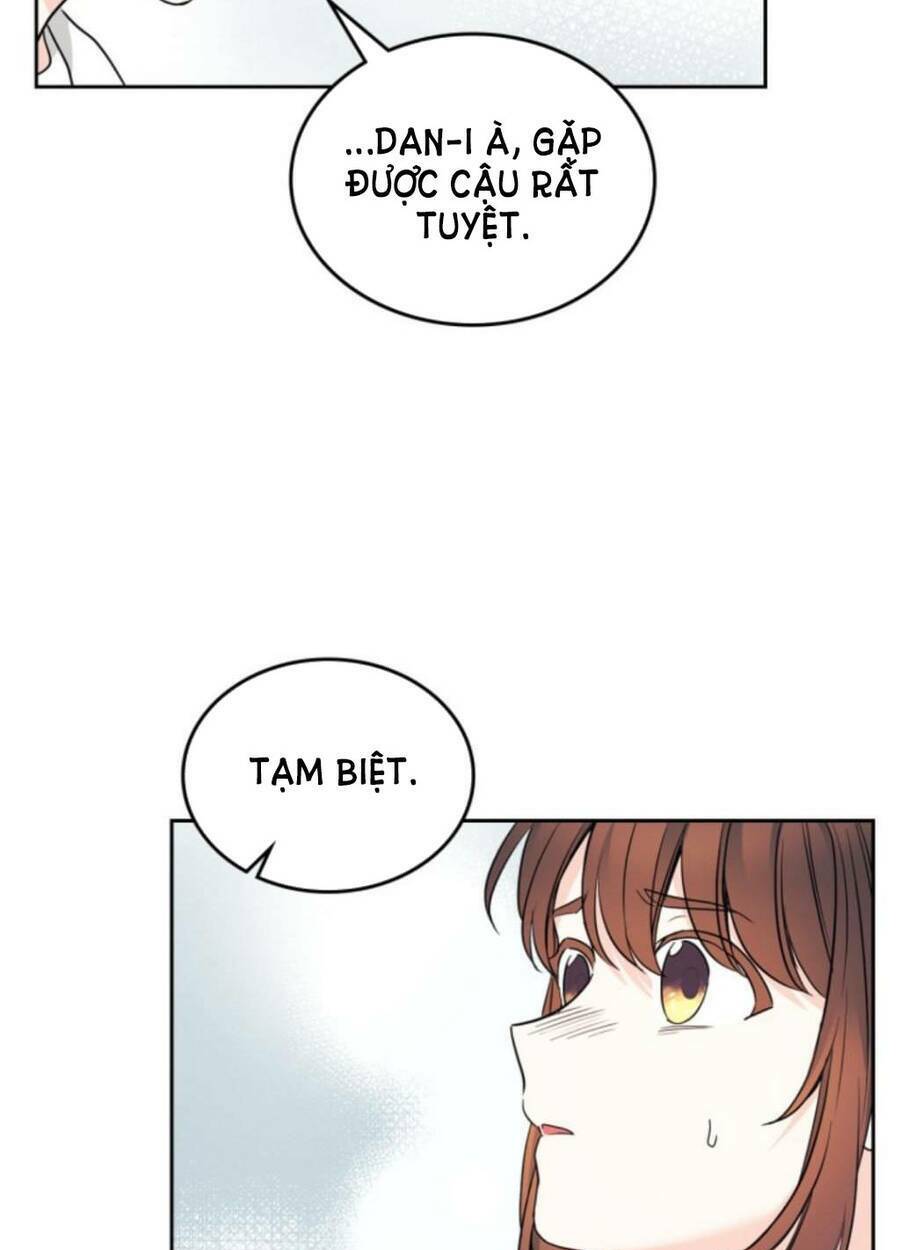 ...DAN-I À, GẶP
ĐƯỢC CẬU RẤT
TUYỆT.
TẠM BIỆT.